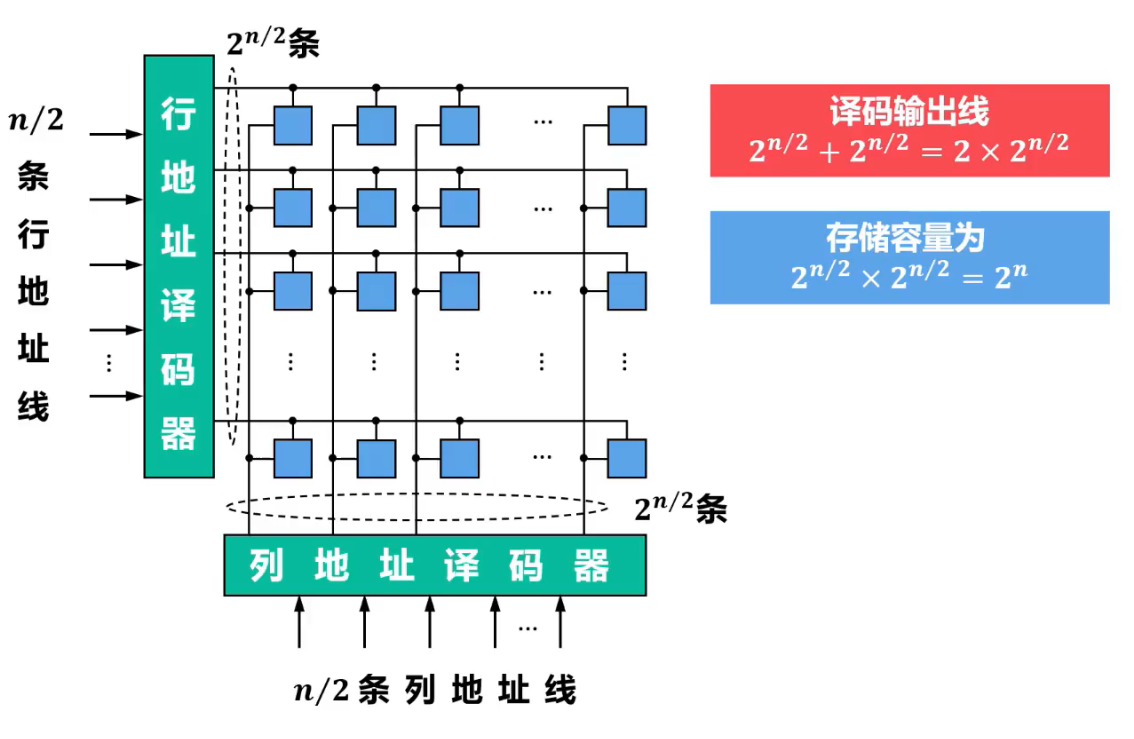 2^{n/2}条
n/2
条
行
地
址
线
⋮
行
地
址
译
码
器
...
...
...
⋮ ⋮ ⋮ ⋮ ⋮
...
2^{n/2}条
列地址译码器
...
n/2条列地址线
译码输出线
2^{n/2} + 2^{n/2} = 2 × 2^{n/2}
存储容量为
2^{n/2} × 2^{n/2} = 2^n